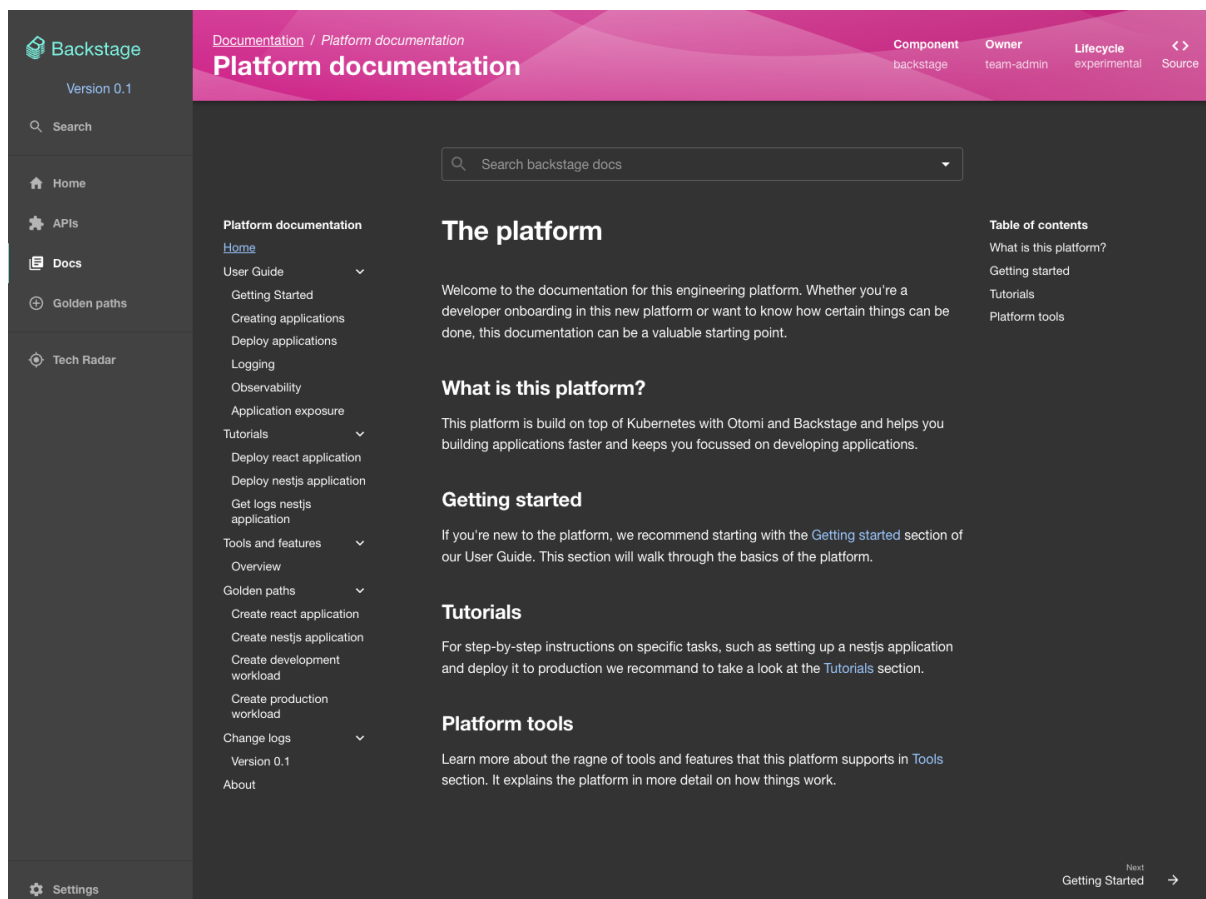 Backstage
Version 0.1
Search
Home
APIs
Docs
Golden paths
Tech Radar
Settings
Documentation / Platform documentation
Platform documentation
Component
backstage
Owner
team-admin
Lifecycle
experimental
Source
Search backstage docs
Platform documentation
Home
User Guide
Getting Started
Creating applications
Deploy applications
Logging
Observability
Application exposure
Tutorials
Deploy react application
Deploy nestjs application
Get logs nestjs
application
Tools and features
Overview
Golden paths
Create react application
Create nestjs application
Create development
workload
Create production
workload
Change logs
Version 0.1
About
The platform
Welcome to the documentation for this engineering platform. Whether you're a
developer onboarding in this new platform or want to know how certain things can be
done, this documentation can be a valuable starting point.
What is this platform?
This platform is build on top of Kubernetes with Otomi and Backstage and helps you
building applications faster and keeps you focussed on developing applications.
Getting started
If you're new to the platform, we recommend starting with the Getting started section of
our User Guide. This section will walk through the basics of the platform.
Tutorials
For step-by-step instructions on specific tasks, such as setting up a nestjs application
and deploy it to production we recommand to take a look at the Tutorials section.
Platform tools
Learn more about the ragne of tools and features that this platform supports in Tools
section. It explains the platform in more detail on how things work.
Table of contents
What is this platform?
Getting started
Tutorials
Platform tools
Next
Getting Started